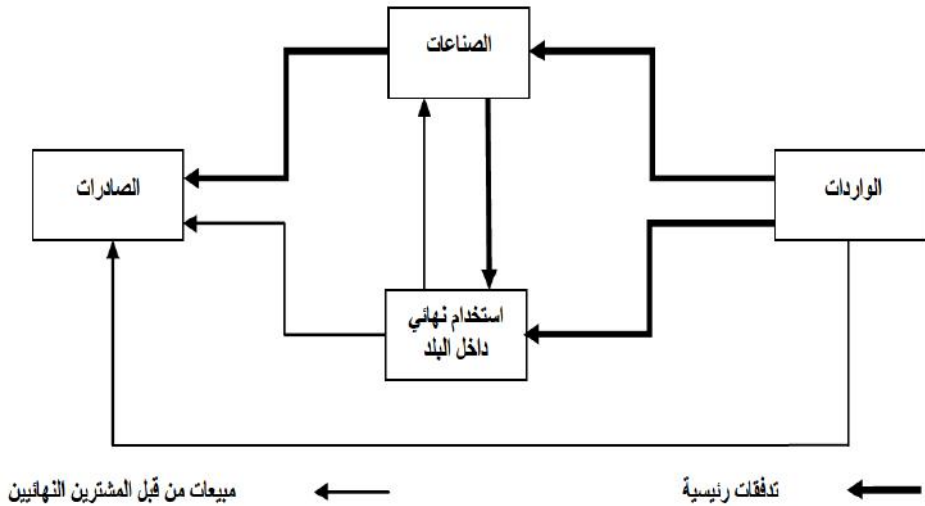 الصناعات
الواردات
الصادرات
استخدام نهائي
داخل البلد
تدفقات رئيسية
مبيعات من قبل المشترين النهائيين